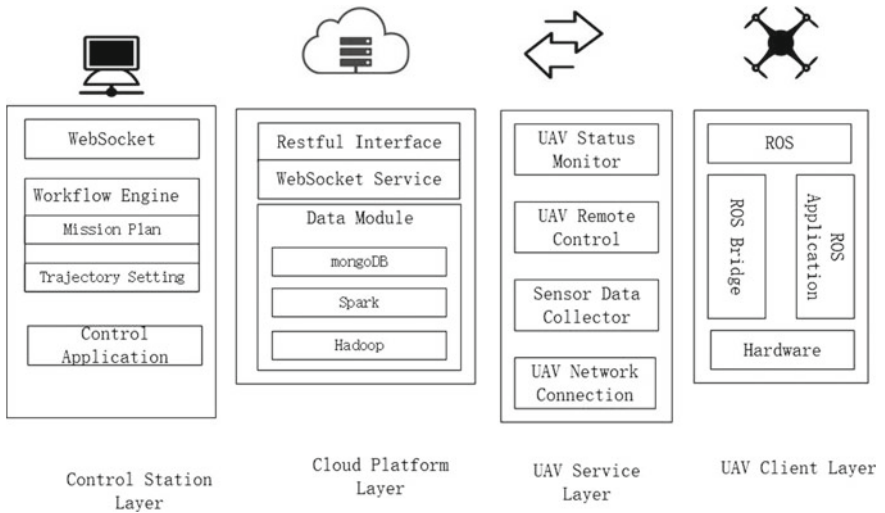 WebSocket
Workflow Engine
Mission Plan
Trajectory Setting
Control
Application
Control Station
Layer
Restful Interface
WebSocket Service
Data Module
mongoDB
Spark
Hadoop
Cloud Platform
Layer
UAV Status
Monitor
UAV Remote
Control
Sensor Data
Collector
UAV Network
Connection
UAV Service
Layer
ROS
ROS Bridge
ROS
Application
Hardware
UAV Client Layer